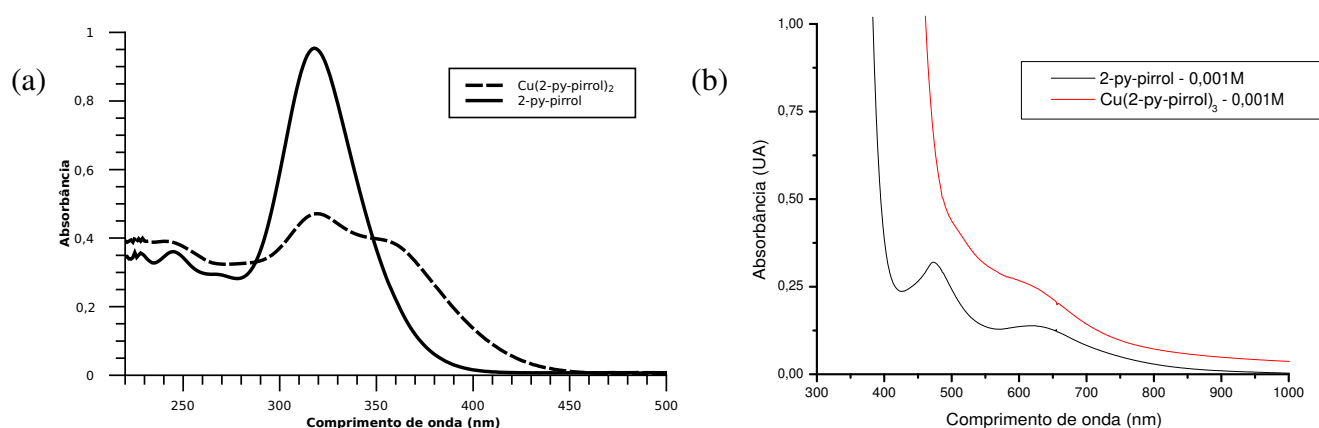 (a)
Absorbância
1
0,8
0,6
0,4
0,2
0
250
300
350
400
450
500
Comprimento de onda (nm)
Cu(2-py-pirrol)2
2-py-pirrol
(b)
Absorbância (UA)
1,00
0,75
0,50
0,25
0,00
300
400
500
600
700
800
900
1000
Comprimento de onda (nm)
2-py-pirrol - 0,001M
Cu(2-py-pirrol)3 - 0,001M